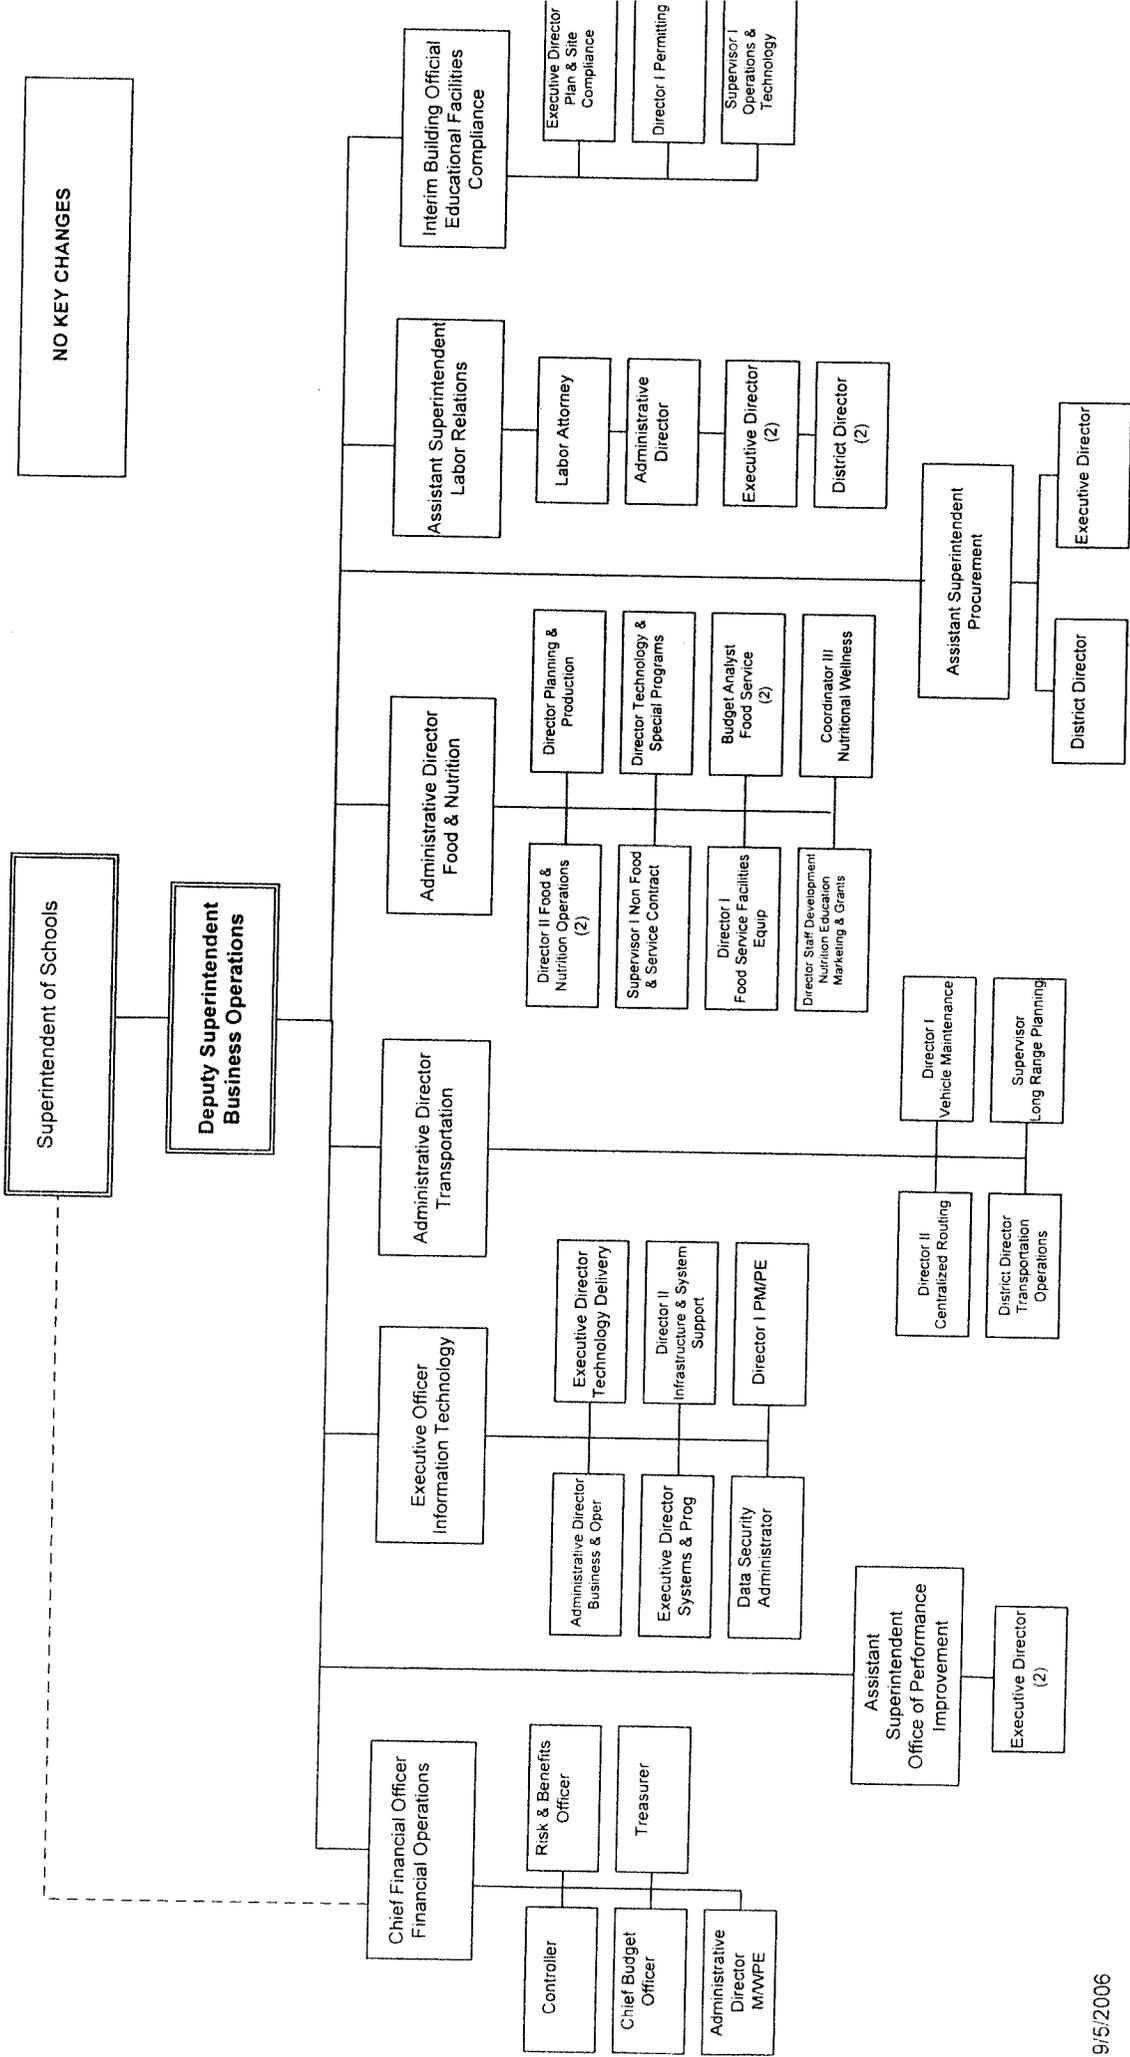 NO KEY CHANGES
Superintendent of Schools
Deputy Superintendent
Business Operations
Chief Financial Officer
Financial Operations
Controller
Risk & Benefits
Officer
Chief Budget
Officer
Treasurer
Administrative
Director
M/WPE
Assistant
Superintendent
Office of Performance
Improvement
Executive Director
(2)
Executive Officer
Information Technology
Administrative Director
Business & Oper
Executive Director
Technology Delivery
Executive Director
Systems & Prog
Director II
Infrastructure & System
Support
Data Security
Administrator
Director I PM/PE
Administrative Director
Transportation
Director II
Centralized Routing
Director I
Vehicle Maintenance
District Director
Transportation
Operations
Supervisor
Long Range Planning
Administrative Director
Food & Nutrition
Director II Food &
Nutrition Operations
(2)
Director Planning &
Production
Supervisor I Non Food
& Service Contract
Director Technology &
Special Programs
Director I
Food Service Facilities
Equip
Budget Analyst
Food Service
(2)
Director Staff Development
Nutrition Education
Marketing & Grants
Coordinator III
Nutritional Wellness
Assistant Superintendent
Procurement
District Director
Executive Director
Assistant Superintendent
Labor Relations
Labor Attorney
Administrative
Director
Executive Director
(2)
District Director
(2)
Interim Building Official
Educational Facilities
Compliance
Executive Director
Plan & Site
Compliance
Director I Permitting
Supervisor I
Operations &
Technology
9/5/2006